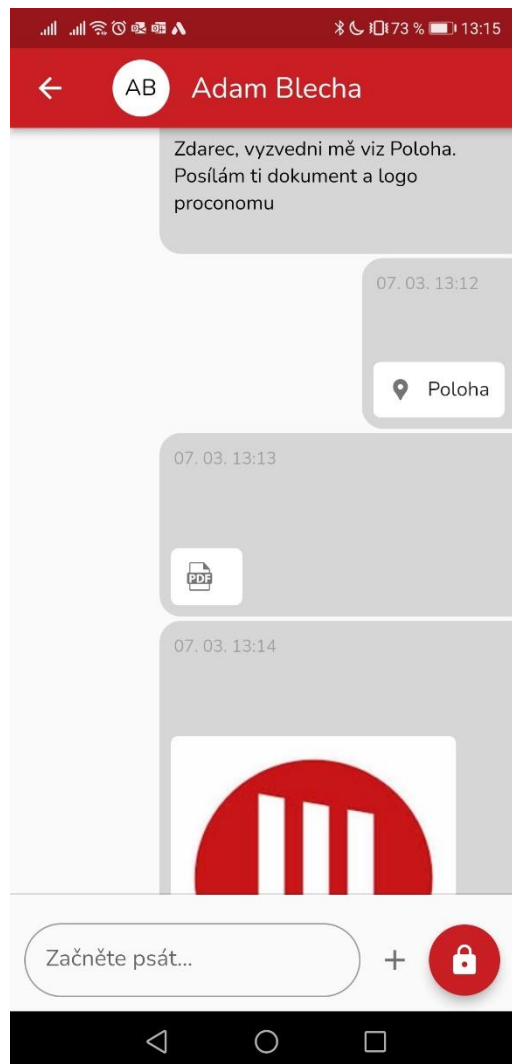 73 % 13:15
AB Adam Blecha
Zdarec, vyzvedni mě viz Poloha.
Posílám ti dokument a logo
proconomu
07. 03. 13:12
Poloha
07. 03. 13:13
PDF
07. 03. 13:14
Začněte psát...